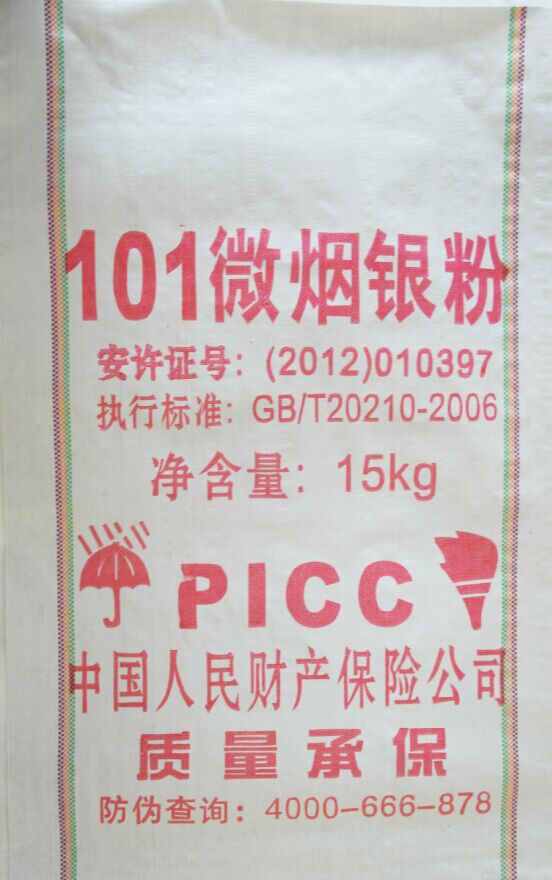 101微烟银粉
安许证号：(2012)010397
执行标准：GB/T20210-2006
净含量：15kg
PICC
中国人民财产保险公司
质量承保
防伪查询：4000-666-878